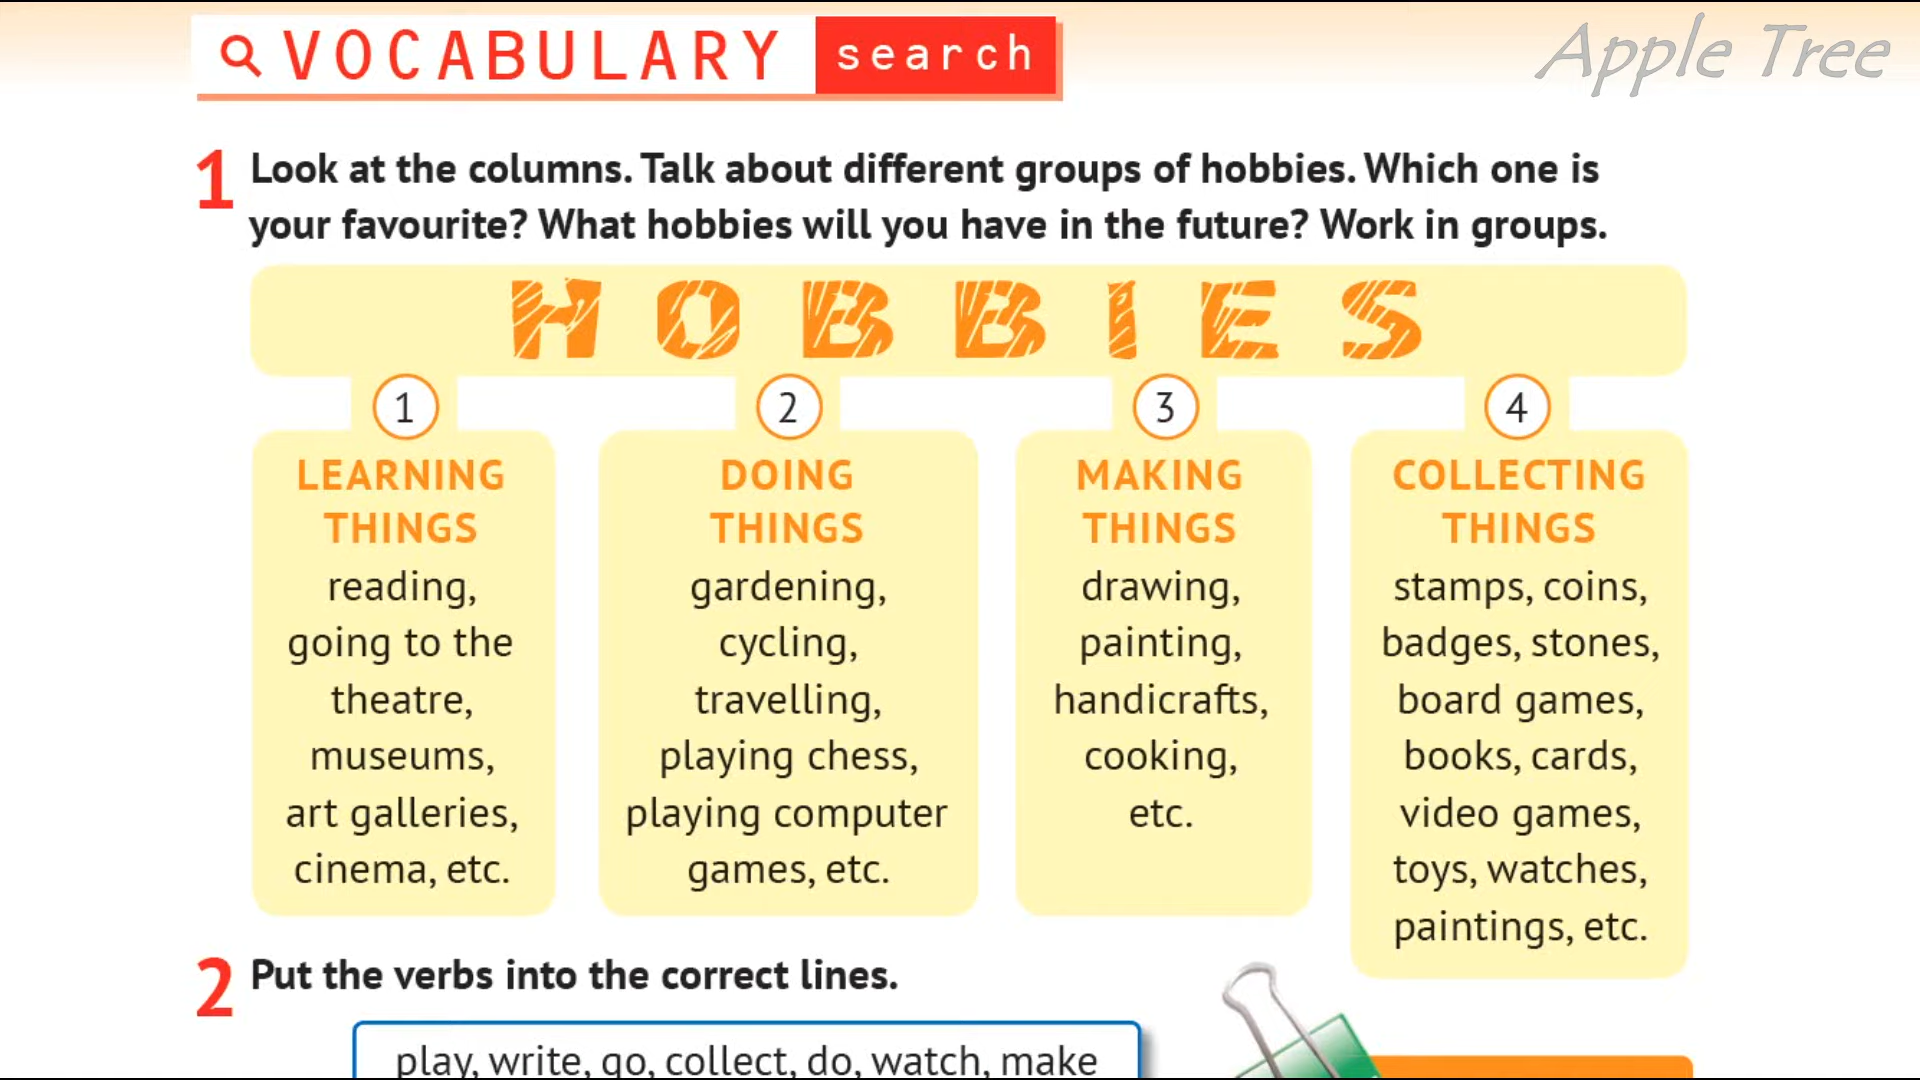 VOCABULARY search
Apple Tree
1 Look at the columns. Talk about different groups of hobbies. Which one is
your favourite? What hobbies will you have in the future? Work in groups.
HOBBIES
1
LEARNING
THINGS
reading,
going to the
theatre,
museums,
art galleries,
cinema, etc.
2
DOING
THINGS
gardening,
cycling,
travelling,
playing chess,
playing computer
games, etc.
3
MAKING
THINGS
drawing,
painting,
handicrafts,
cooking,
etc.
4
COLLECTING
THINGS
stamps, coins,
badges, stones,
board games,
books, cards,
video games,
toys, watches,
paintings, etc.
2 Put the verbs into the correct lines.
play, write, go, collect, do, watch, make